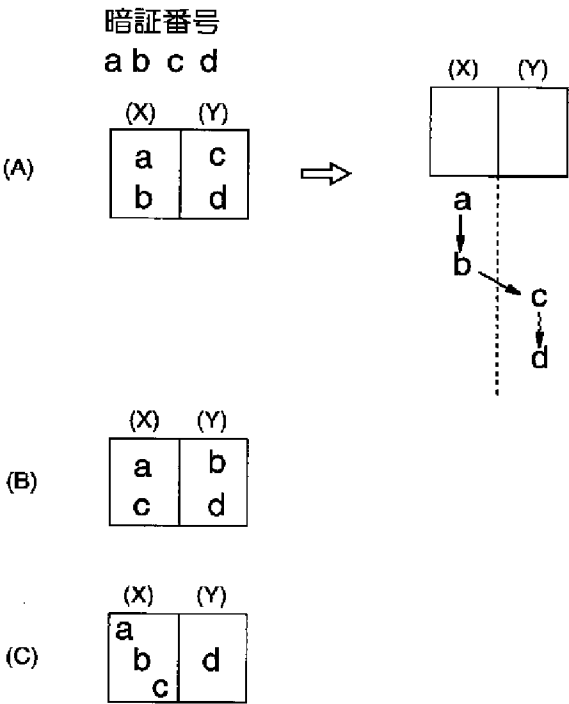 暗証番号
a b c d
(X) (Y)
(X) (Y)
(A)
a c
b d
a
b
c
d
(X) (Y)
(B)
a b
c d
(X) (Y)
(C)
a
b d
c